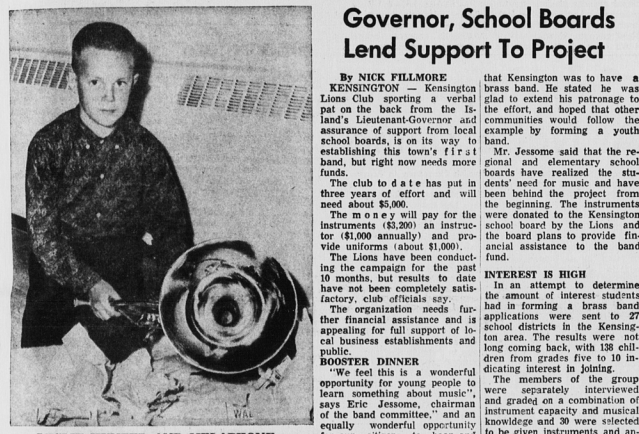 Governor, School Boards
Lend Support To Project
By NICK FILLMORE
KENSINGTON — Kensington
Lions Club sporting a verbal
pat on the back from the Is-
land's Lieutenant-Governor and
assurance of support from local
school boards, is on its way to
establishing this town's first
band, but right now needs more
funds.
The club to date has put in
three years of effort and will
need about $5,000.
The money will pay for the
instruments ($3,200) an instruc-
tor ($1,000 annually) and pro-
vide uniforms (about $1,000).
The Lions have been conduct-
ing the campaign for the past
10 months, but results to date
have not been completely satis-
factory, club officials say.
The organization needs fur-
ther financial assistance and is
appealing for full support of lo-
cal business establishments and
public.
BOOSTER DINNER
"We feel this is a wonderful
opportunity for young people to
learn something about music",
says Eric Jessome, chairman
of the band committee," and an
equally wonderful opportunity
that Kensington was to have a
brass band. He stated he was
glad to extend his patronage to
the effort, and hoped that other
communities would follow the
example by forming a youth
band.
Mr. Jessome said that the re-
gional and elementary school
boards have realized the stu-
dents' need for music and have
been behind the project from
the beginning. The instruments
were donated to the Kensington
school board by the Lions and
the board plans to provide fin-
ancial assistance to the band
fund.
INTEREST IS HIGH
In an attempt to determine
the amount of interest students
had in forming a brass band
applications were sent to 27
school districts in the Kensing-
ton area. The results were not
long coming back, with 138 chil-
dren from grades five to 10 in-
dicating interest in joining.
The members of the group
were separately interviewed
and graded on a combination of
instrument capacity and musical
knowldege and 30 were selected
to be given instruments and an-